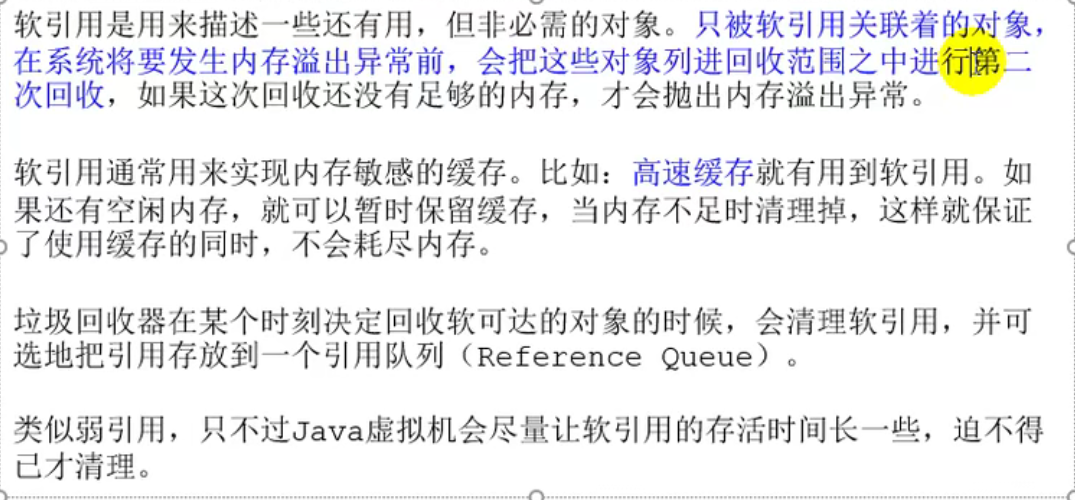 软引用是用来描述一些还有用，但非必需的对象。只被软引用关联着的对象，
在系统将要发生内存溢出异常前，会把这些对象列进回收范围之中进行第二
次回收，如果这次回收还没有足够的内存，才会抛出内存溢出异常。
软引用通常用来实现内存敏感的缓存。比如：高速缓存就有用到软引用。如
果还有空闲内存，就可以暂时保留缓存，当内存不足时清理掉，这样就保证
了使用缓存的同时，不会耗尽内存。
垃圾回收器在某个时刻决定回收软可达的对象的时候，会清理软引用，并可
选地把引用存放到一个引用队列（Reference Queue）。
类似弱引用，只不过Java虚拟机会尽量让软引用的存活时间长一些，迫不得
已才清理。